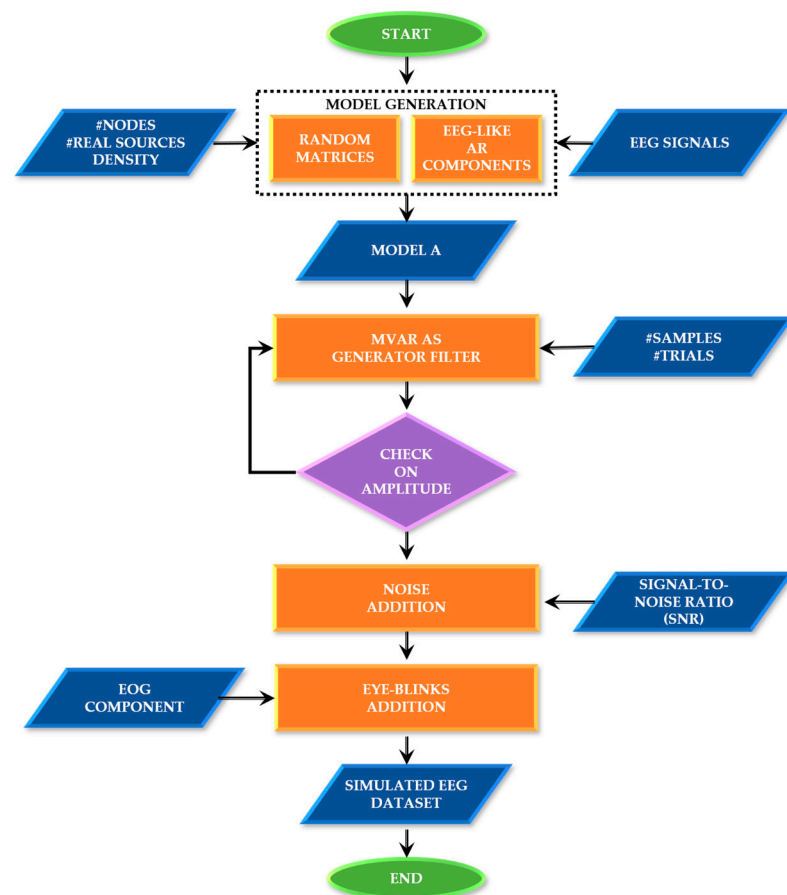 START
MODEL GENERATION
#NODES
#REAL SOURCES
DENSITY
RANDOM
MATRICES
EEG-LIKE
AR
COMPONENTS
EEG SIGNALS
MODEL A
MVAR AS
GENERATOR FILTER
#SAMPLES
#TRIALS
CHECK
ON
AMPLITUDE
NOISE
ADDITION
SIGNAL-TO-
NOISE RATIO
(SNR)
EOG
COMPONENT
EYE-BLINKS
ADDITION
SIMULATED EEG
DATASET
END